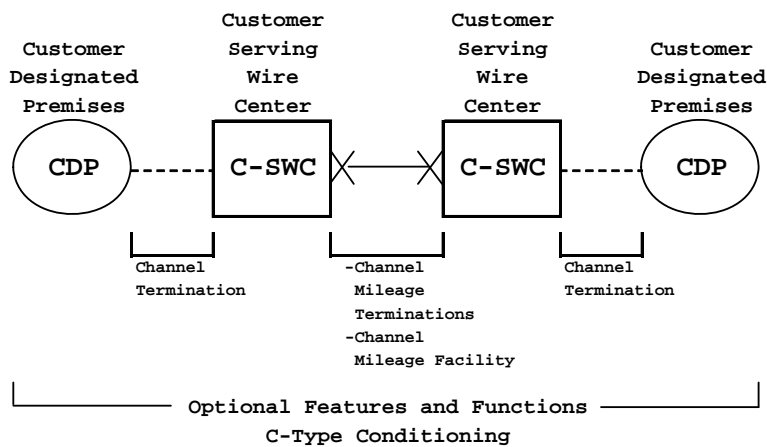 Customer
Designated
Premises
Customer
Serving
Wire
Center
Customer
Serving
Wire
Center
Customer
Designated
Premises
CDP
C-SWC
C-SWC
CDP
Channel
Termination
-Channel
Mileage
Terminations
-Channel
Mileage Facility
Channel
Termination
Optional Features and Functions
C-Type Conditioning